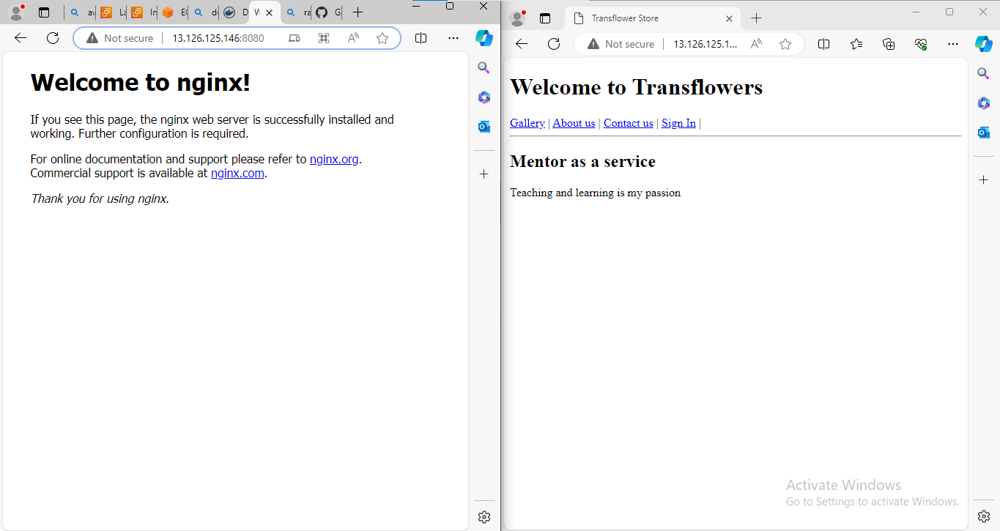 Not secure
13.126.125.146:8080
Welcome to nginx!
If you see this page, the nginx web server is successfully installed and
working. Further configuration is required.
For online documentation and support please refer to nginx.org.
Commercial support is available at nginx.com.
Thank you for using nginx.
Transflower Store
Not secure
13.126.125.1...
Welcome to Transflowers
Gallery | About us | Contact us | Sign In |
Mentor as a service
Teaching and learning is my passion
Activate Windows
Go to Settings to activate Windows.